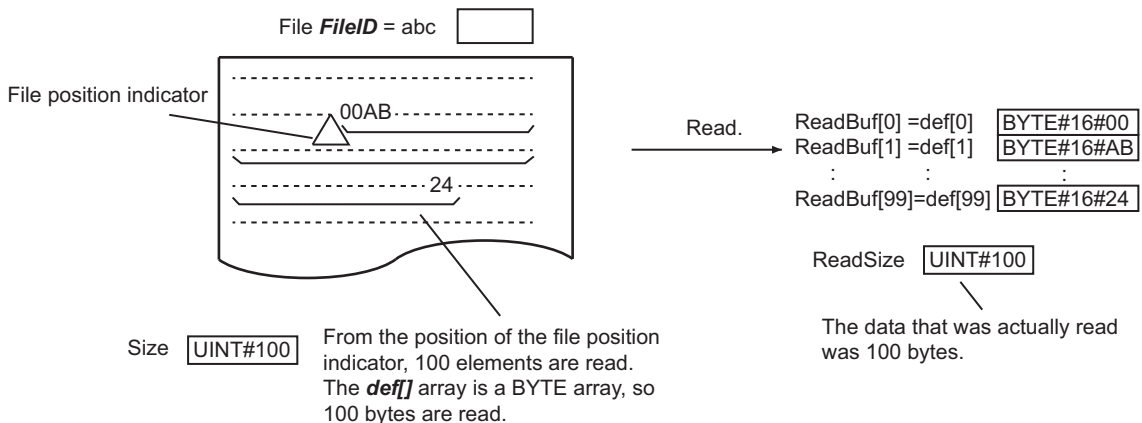 File FileID = abc
File position indicator
00AB
24
Read.
ReadBuf[0] =def[0] BYTE#16#00
ReadBuf[1] =def[1] BYTE#16#AB
: : :
ReadBuf[99]=def[99] BYTE#16#24
ReadSize UINT#100
The data that was actually read
was 100 bytes.
Size UINT#100
From the position of the file position
indicator, 100 elements are read.
The def[] array is a BYTE array, so
100 bytes are read.